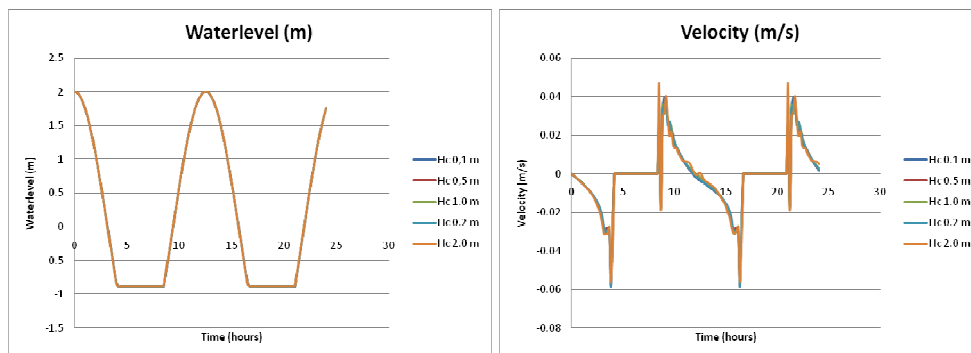 Waterlevel (m)
2.5
2
1.5
1
0.5
0
0.5
-1
-1.5
0
5
10
15
20
25
30
Waterlevel (m)
Time (hours)
Hc 0,1 m
Hc 0,5 m
Hc 1.0 m
Hc 0.2 m
Hc 2.0 m
Velocity (m/s)
0.06
0.04
0.02
0
-0.02
-0.04
-0.06
-0.08
0
5
10
15
20
25
30
Velocity (m/s)
Time (hours)
Hc 0.1 m
Hc 0.5 m
Hc 1.0 m
Hc 0.2 m
Hc 2.0 m